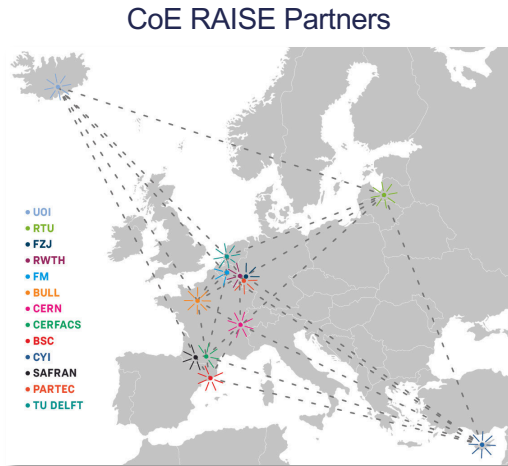 CoE RAISE Partners
UOI
RTU
FZJ
RWTH
FM
BULL
CERN
CERFACS
BSC
CYI
SAFRAN
PARTEC
TU DELFT